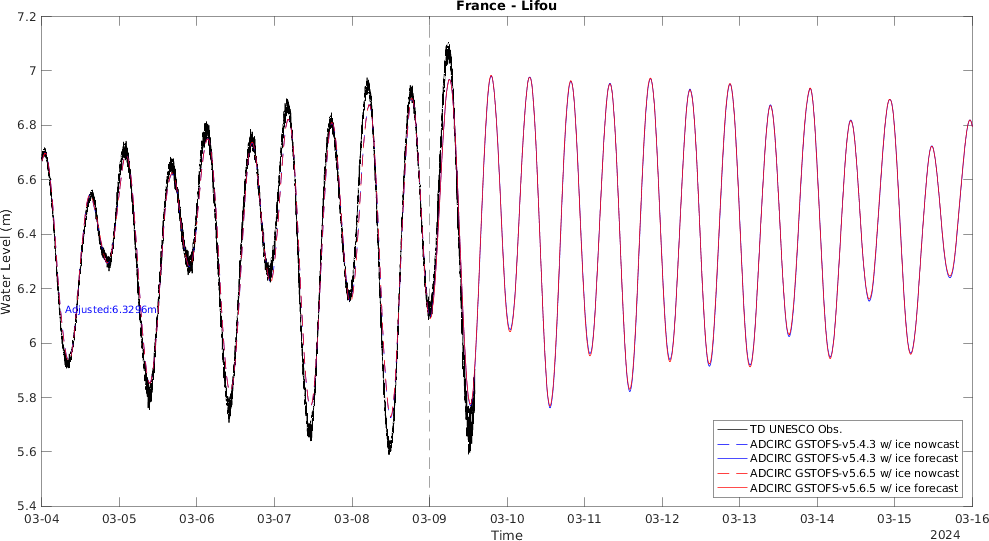 France - Lifou
7.2
7
6.8
6.6
6.4
6.2
6
5.8
5.6
5.4
Water Level (m)
Adjusted:6.3296m
TD UNESCO Obs.
ADCIRC GSTOFS-v5.4.3 w/ ice nowcast
ADCIRC GSTOFS-v5.4.3 w/ ice forecast
ADCIRC GSTOFS-v5.6.5 w/ ice nowcast
ADCIRC GSTOFS-v5.6.5 w/ ice forecast
03-04 03-05 03-06 03-07 03-08 03-09 03-10 03-11 03-12 03-13 03-14 03-15 03-16
Time
2024